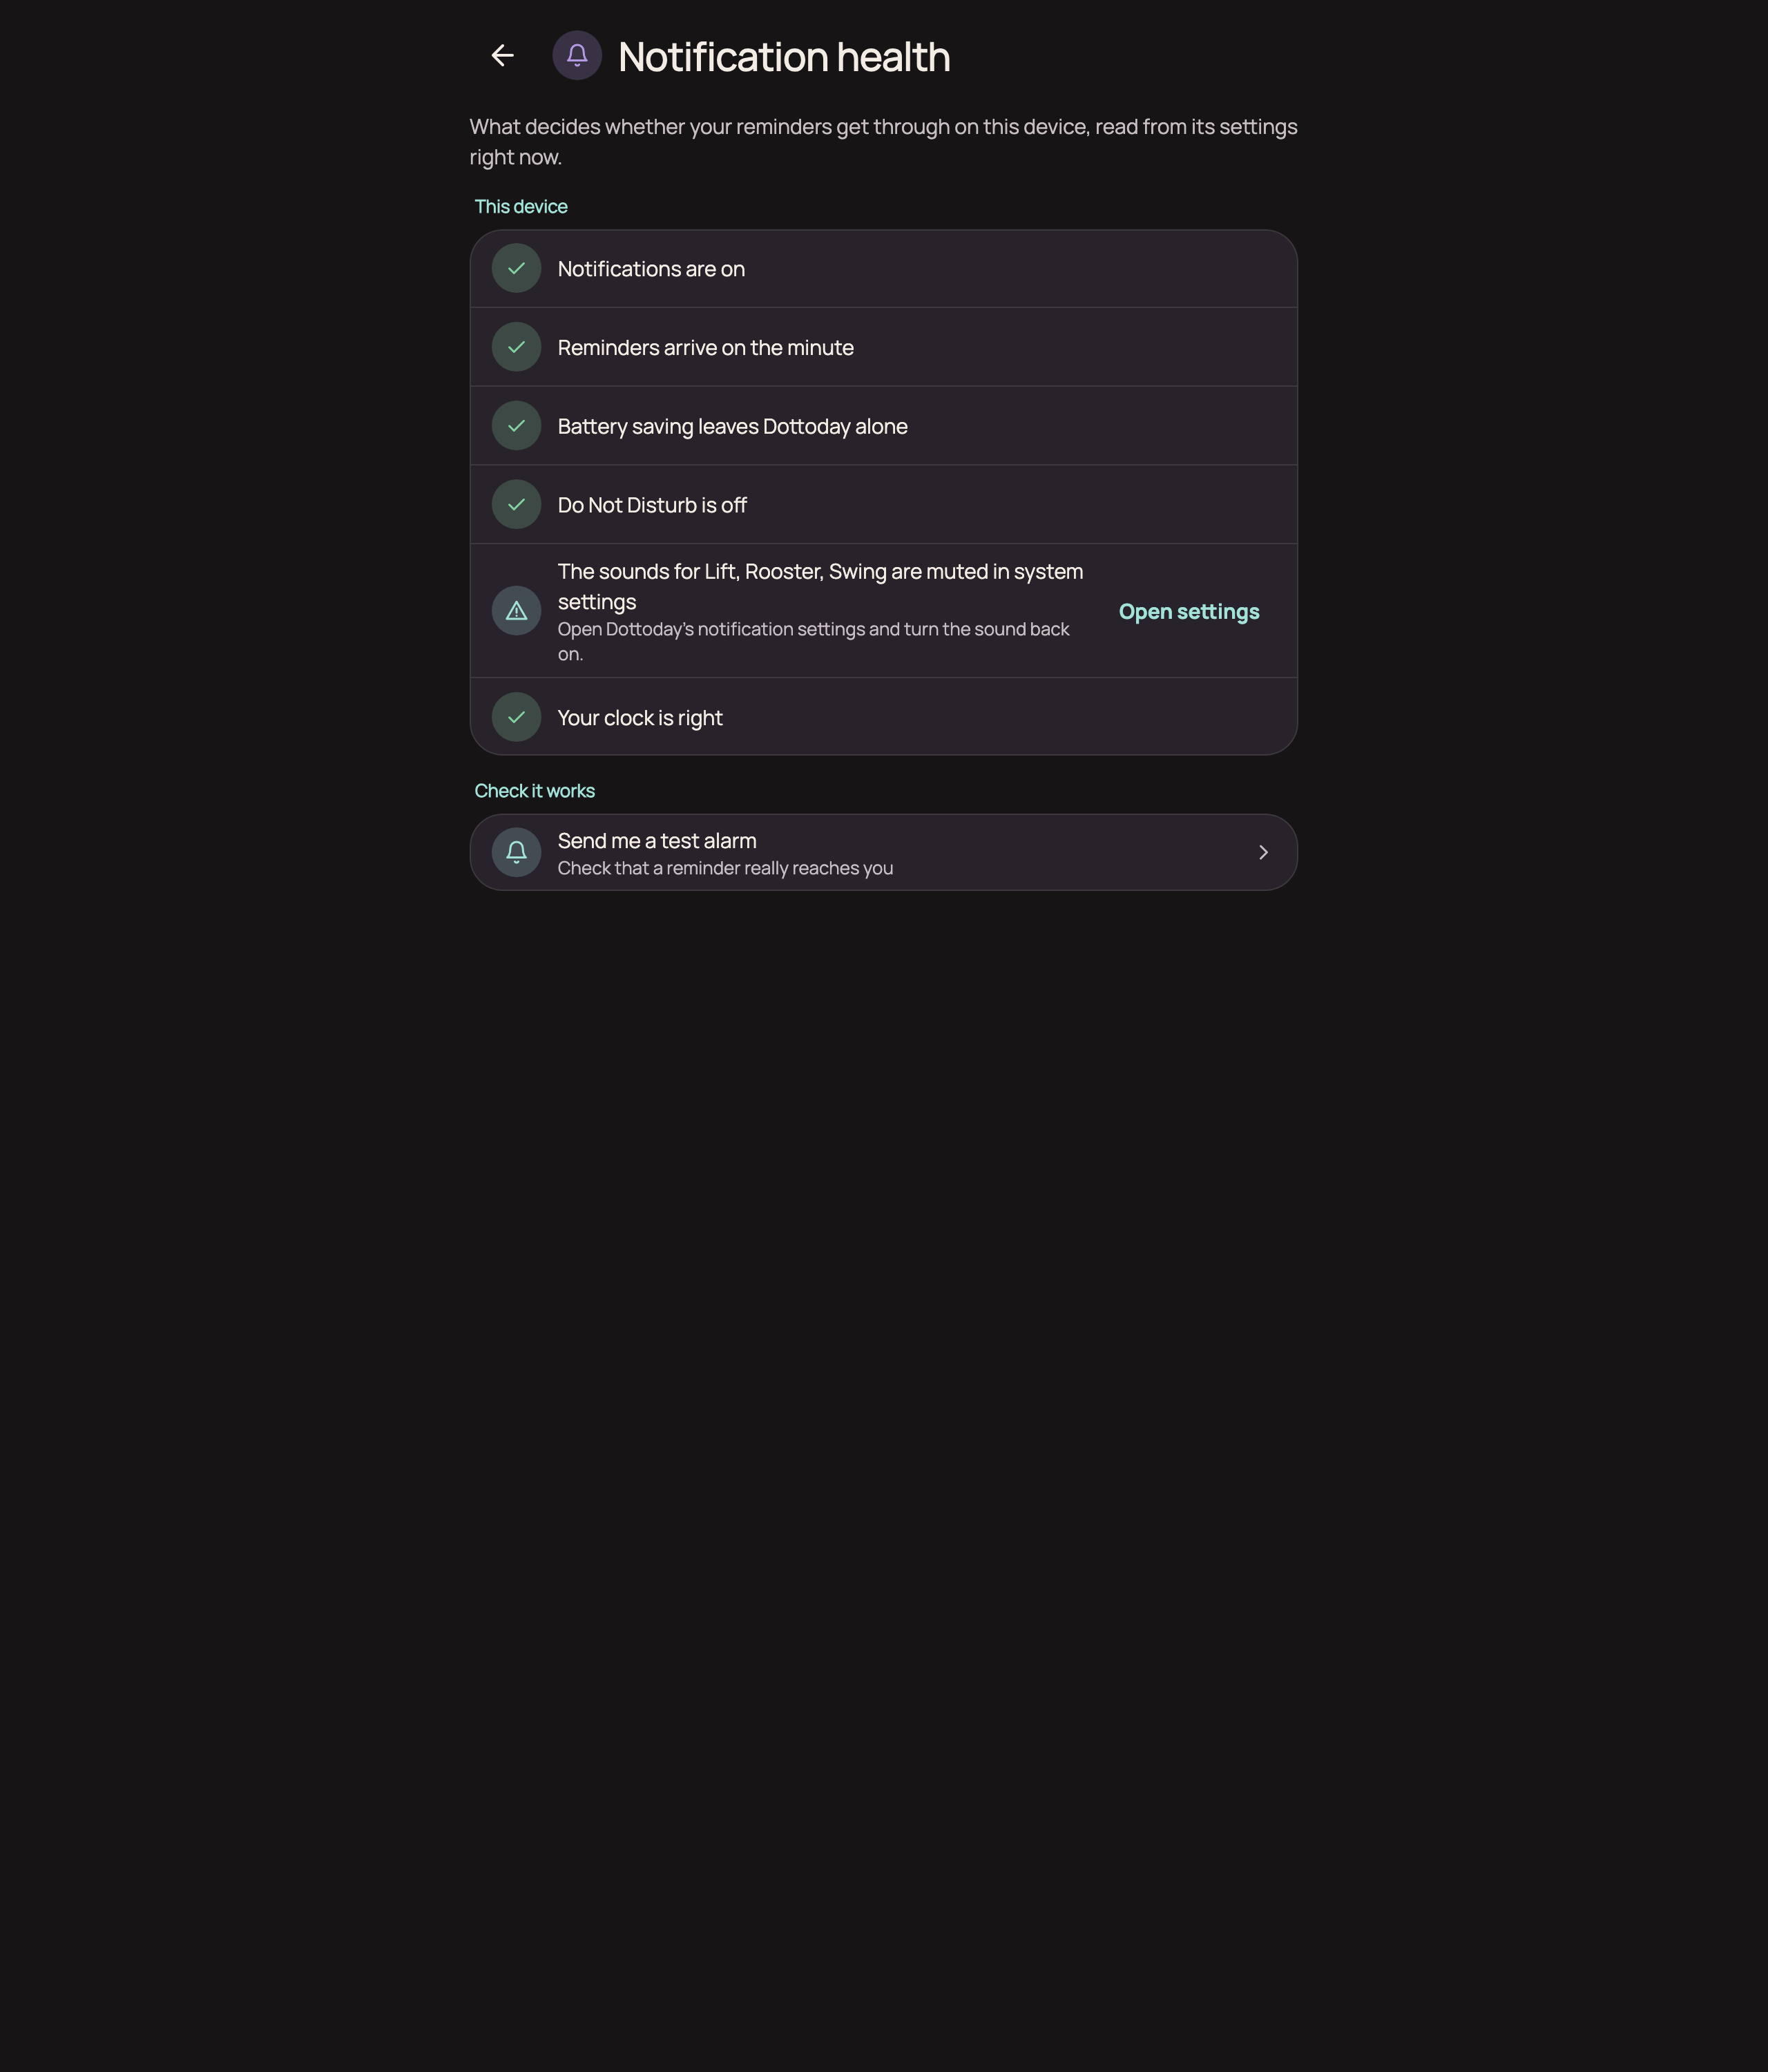 Notification health
What decides whether your reminders get through on this device, read from its settings
right now.
This device
Notifications are on
Reminders arrive on the minute
Battery saving leaves Dottoday alone
Do Not Disturb is off
The sounds for Lift, Rooster, Swing are muted in system
settings
Open Dottoday's notification settings and turn the sound back
on.
Open settings
Your clock is right
Check it works
Send me a test alarm
Check that a reminder really reaches you